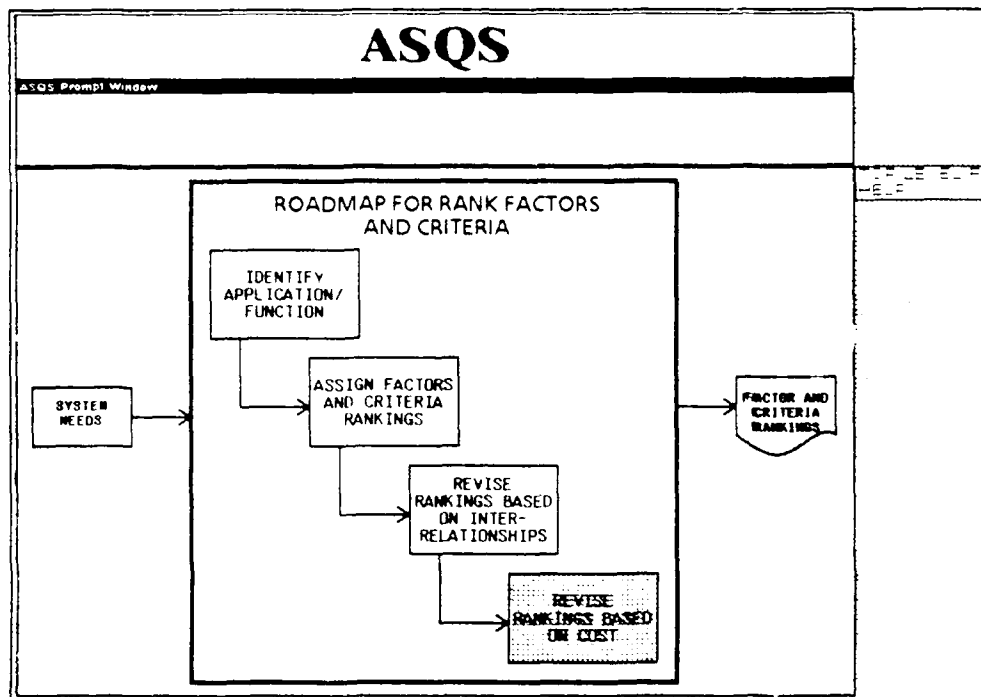 ASQS
ASQS Prompt Window
ROADMAP FOR RANK FACTORS
AND CRITERIA
IDENTIFY
APPLICATION/
FUNCTION
SYSTEM
NEEDS
ASSIGN FACTORS
AND CRITERIA
RANKINGS
FACTOR AND
CRITERIA
RANKINGS
REVISE
RANKINGS BASED
ON INTER-
RELATIONSHIPS
REVISE
RANKINGS BASED
ON COST